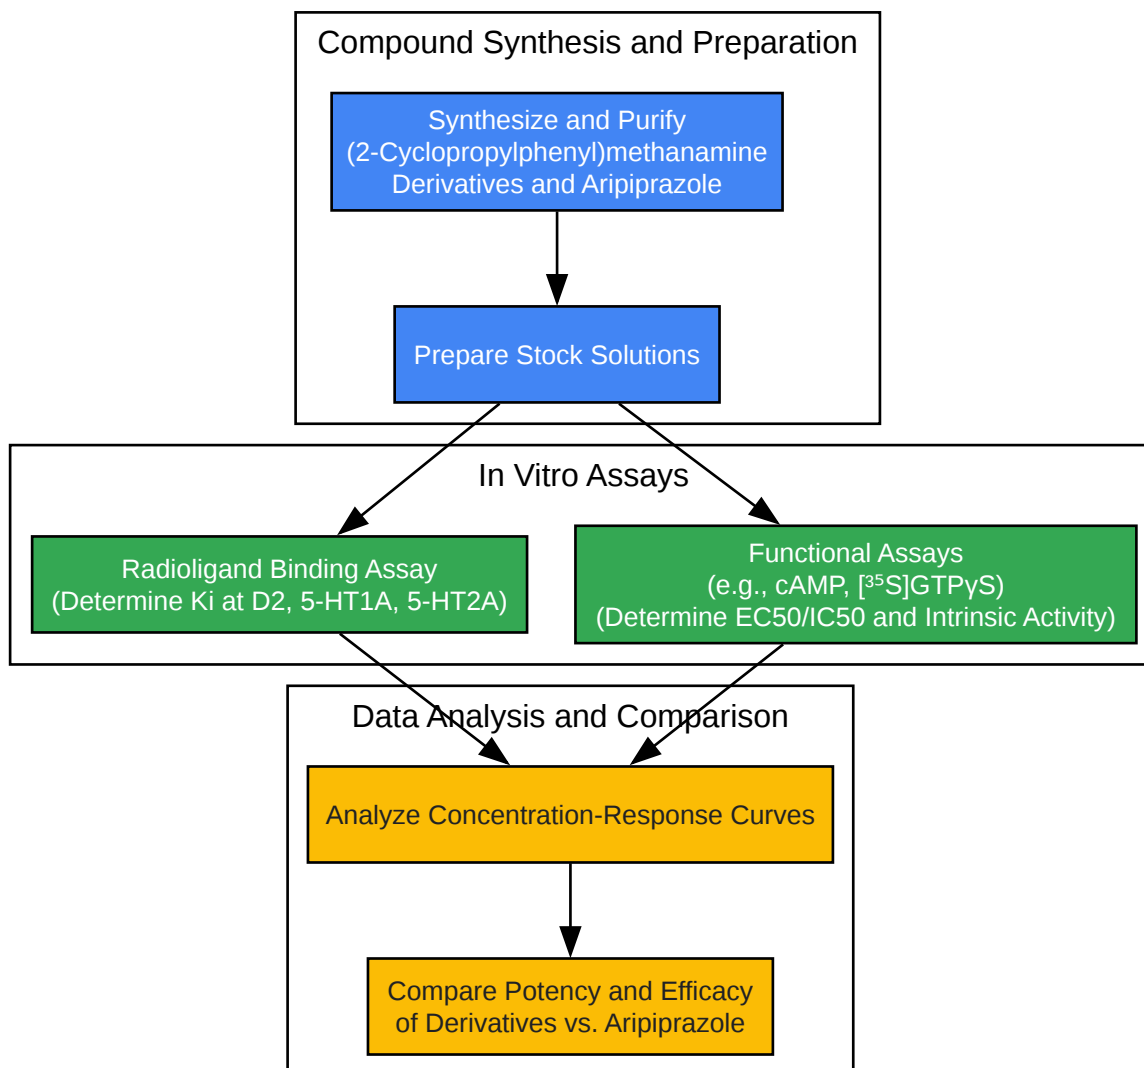 Compound Synthesis and Preparation
Synthesize and Purify
(2-Cyclopropylphenyl)methanamine
Derivatives and Aripiprazole
Prepare Stock Solutions
In Vitro Assays
Radioligand Binding Assay
(Determine Ki at D2, 5-HT1A, 5-HT2A)
Functional Assays
(e.g., cAMP, [³⁵S]GTPγS)
(Determine EC50/IC50 and Intrinsic Activity)
Data Analysis and Comparison
Analyze Concentration-Response Curves
Compare Potency and Efficacy
of Derivatives vs. Aripiprazole